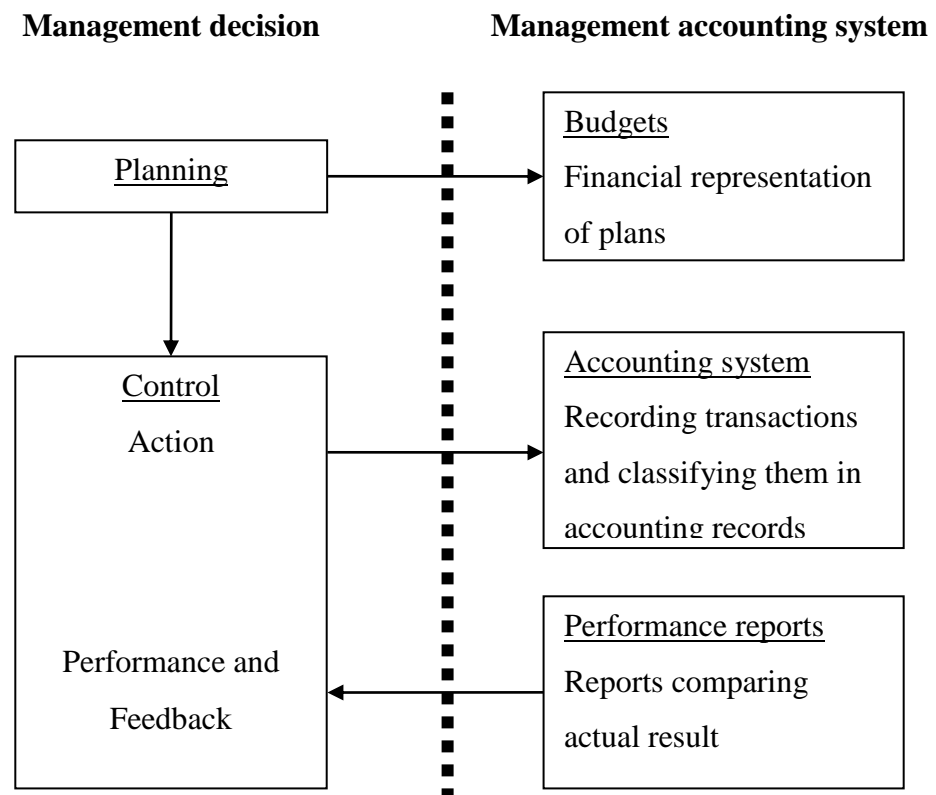 Management decision
Management accounting system
Planning
Budgets
Financial representation
of plans
Control
Action
Accounting system
Recording transactions
and classifying them in
accounting records
Performance and
Feedback
Performance reports
Reports comparing
actual result